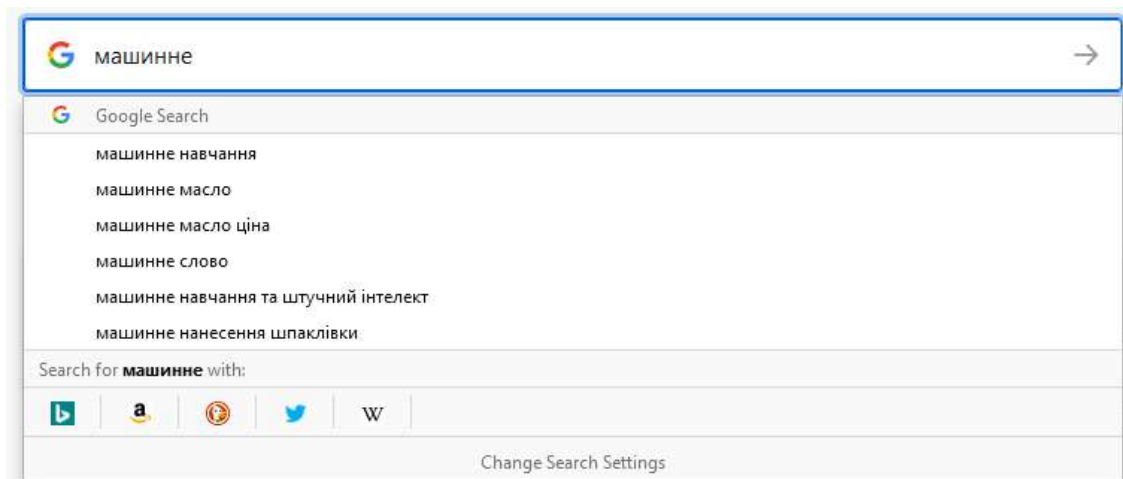 машинне
Google Search
машинне навчання
машинне масло
машинне масло ціна
машинне слово
машинне навчання та штучний інтелект
машинне нанесення шпаклівки
Search for машинне with:
Change Search Settings